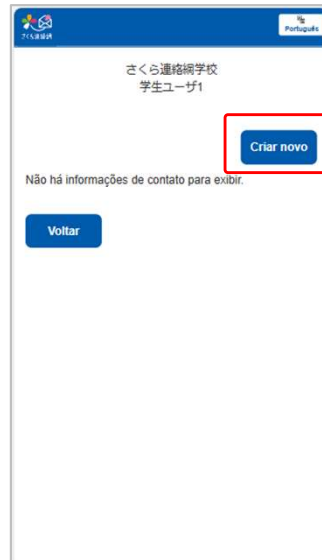 さくら連絡網
Português
さくら連絡網学校
学生ユーザ1
Criar novo
Não há informações de contato para exibir.
Voltar